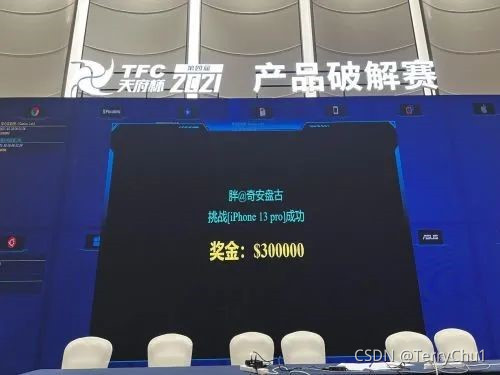 TFC
天府杯
第四届
2021
产品破解赛
胖@奇安盘古
挑战[iPhone 13 pro]成功
奖金：$300000
ASUS
CSDN @TerryChu1